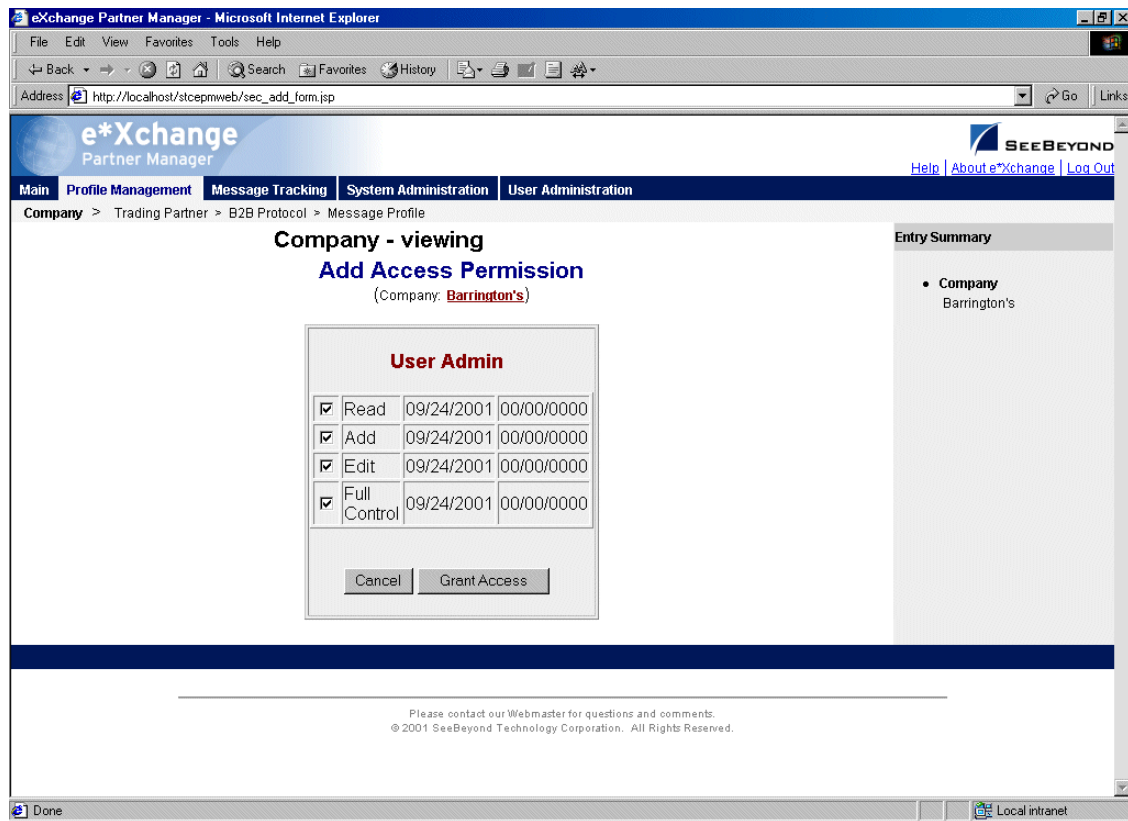 eXchange Partner Manager - Microsoft Internet Explorer
File Edit View Favorites Tools Help
Back Search Favorites History
Address http://localhost/stcepmweb/sec_add_form.jsp Go Links
e*Xchange
Partner Manager
SEEBEYOND
Help | About e*Xchange | Log Out
Main Profile Management Message Tracking System Administration User Administration
Company > Trading Partner > B2B Protocol > Message Profile
Company - viewing
Add Access Permission
(Company: Barrington's)
User Admin
Read 09/24/2001 00/00/0000
Add 09/24/2001 00/00/0000
Edit 09/24/2001 00/00/0000
Full Control 09/24/2001 00/00/0000
Cancel Grant Access
Entry Summary
• Company
Barrington's
Please contact our Webmaster for questions and comments.
© 2001 SeeBeyond Technology Corporation. All Rights Reserved.
Done Local intranet